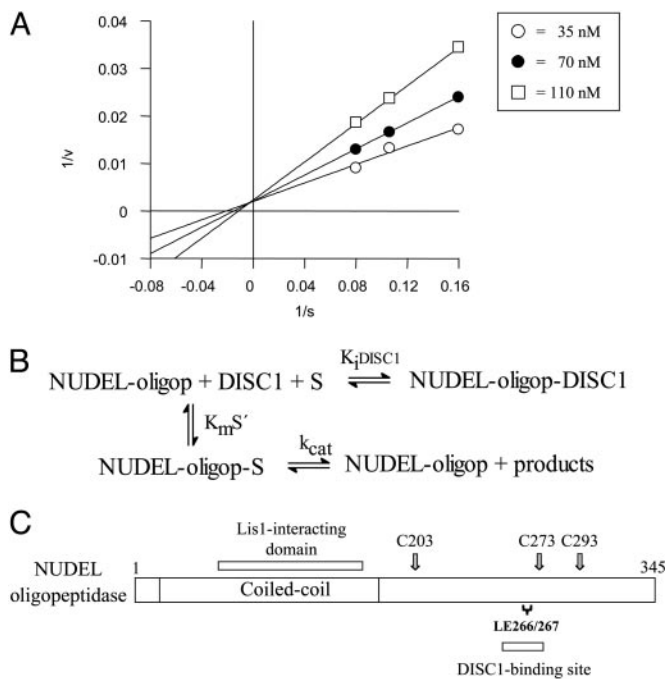 A
1/v
0.04
0.03
0.02
0.01
0
-0.01
-0.08
-0.04
0
0.04
0.08
0.12
0.16
1/s
= 35 nM
= 70 nM
= 110 nM
B
NUDEL-oligop + DISC1 + S
KiDISC1
NUDEL-oligop-DISC1
KmS´
NUDEL-oligop-S
kcat
NUDEL-oligop + products
C
Lis1-interacting
domain
C203
C273
C293
NUDEL
oligopeptidase
1
345
Coiled-coil
LE266/267
DISC1-binding site